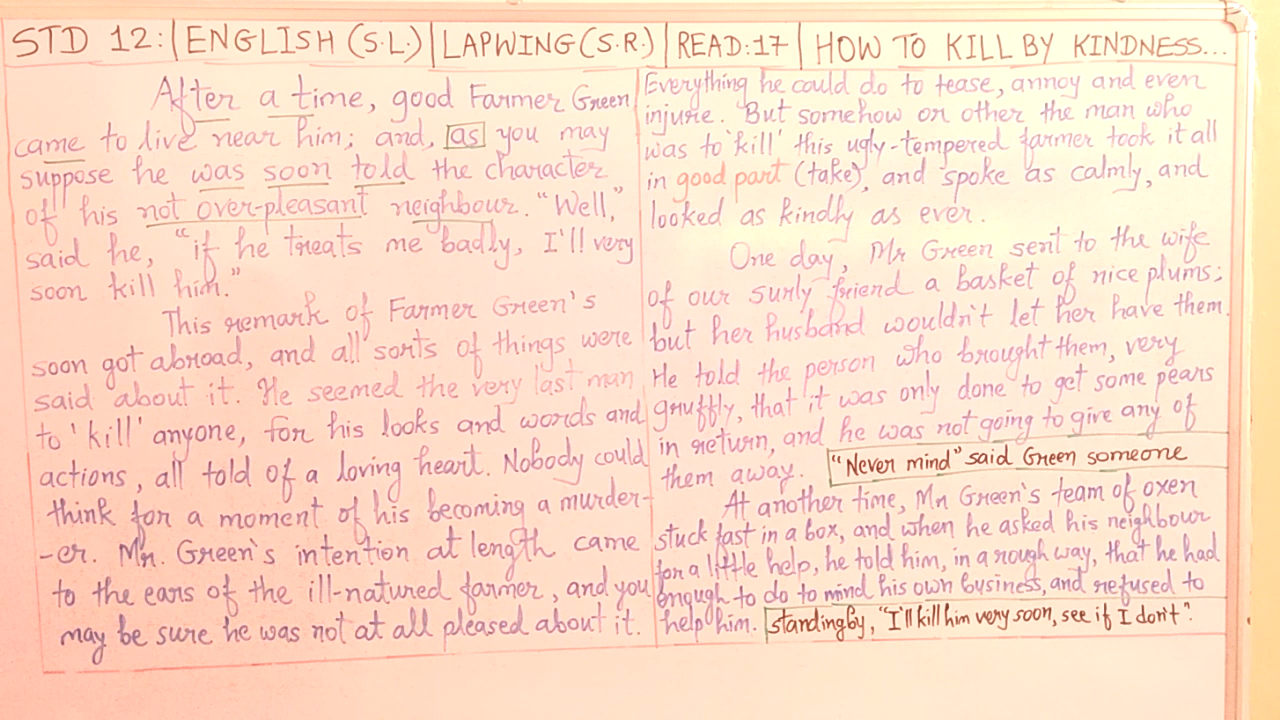 STD 12: | ENGLISH (S.L.) | LAPWING (S.R.) | READ:17 | HOW TO KILL BY KINDNESS...
After a time, good Farmer Green
came to live near him; and, as you may
suppose he was soon told the character
of his not over-pleasant neighbour. "Well,"
said he, "if he treats me badly, I'll very
soon kill him."
This remark of Farmer Green's
soon got abroad, and all sorts of things were
said about it. He seemed the very last man
to 'kill' anyone, for his looks and words and
actions, all told of a loving heart. Nobody could
think for a moment of his becoming a murder-
-er. Mr. Green's intention at length came
to the ears of the ill-natured farmer, and you
may be sure he was not at all pleased about it.
Everything he could do to tease, annoy and even
injure. But somehow or other the man who
was to 'kill' this ugly-tempered farmer took it all
in good part (take), and spoke as calmly, and
looked as kindly as ever.
One day, Mr Green sent to the wife
of our surly friend a basket of nice plums;
but her husband wouldn't let her have them.
He told the person who brought them, very
gruffly, that it was only done to get some pears
in return, and he was not going to give any of
them away. "Never mind" said Green someone
At another time, Mr Green's team of oxen
stuck fast in a box, and when he asked his neighbour
for a little help, he told him, in a rough way, that he had
enough to do to mind his own business, and refused to
help him. standing by, "I'll kill him very soon, see if I don't".